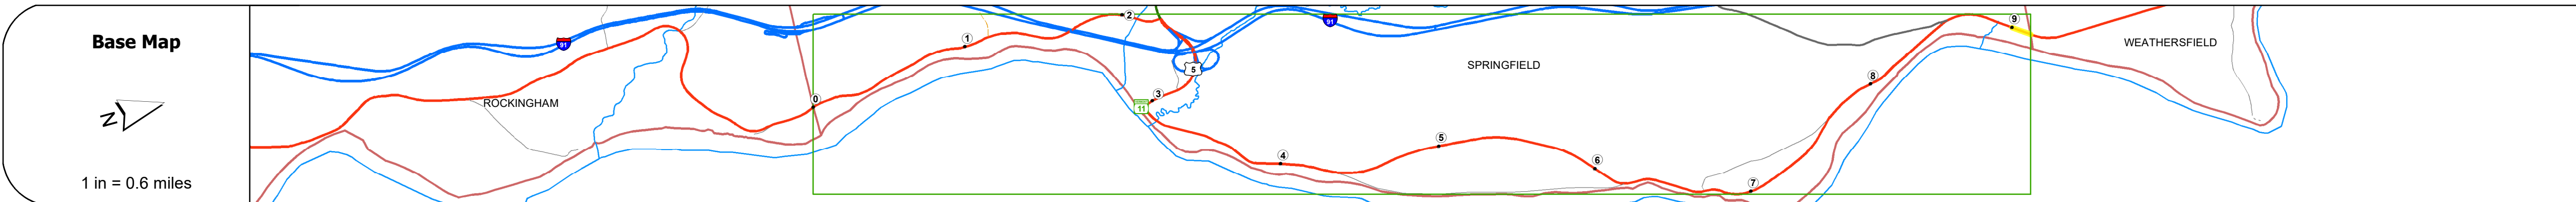 Base Map
N
1 in = 0.6 miles
91
ROCKINGHAM
0
1
2
11
3
5
91
SPRINGFIELD
4
5
6
7
8
9
WEATHERSFIELD